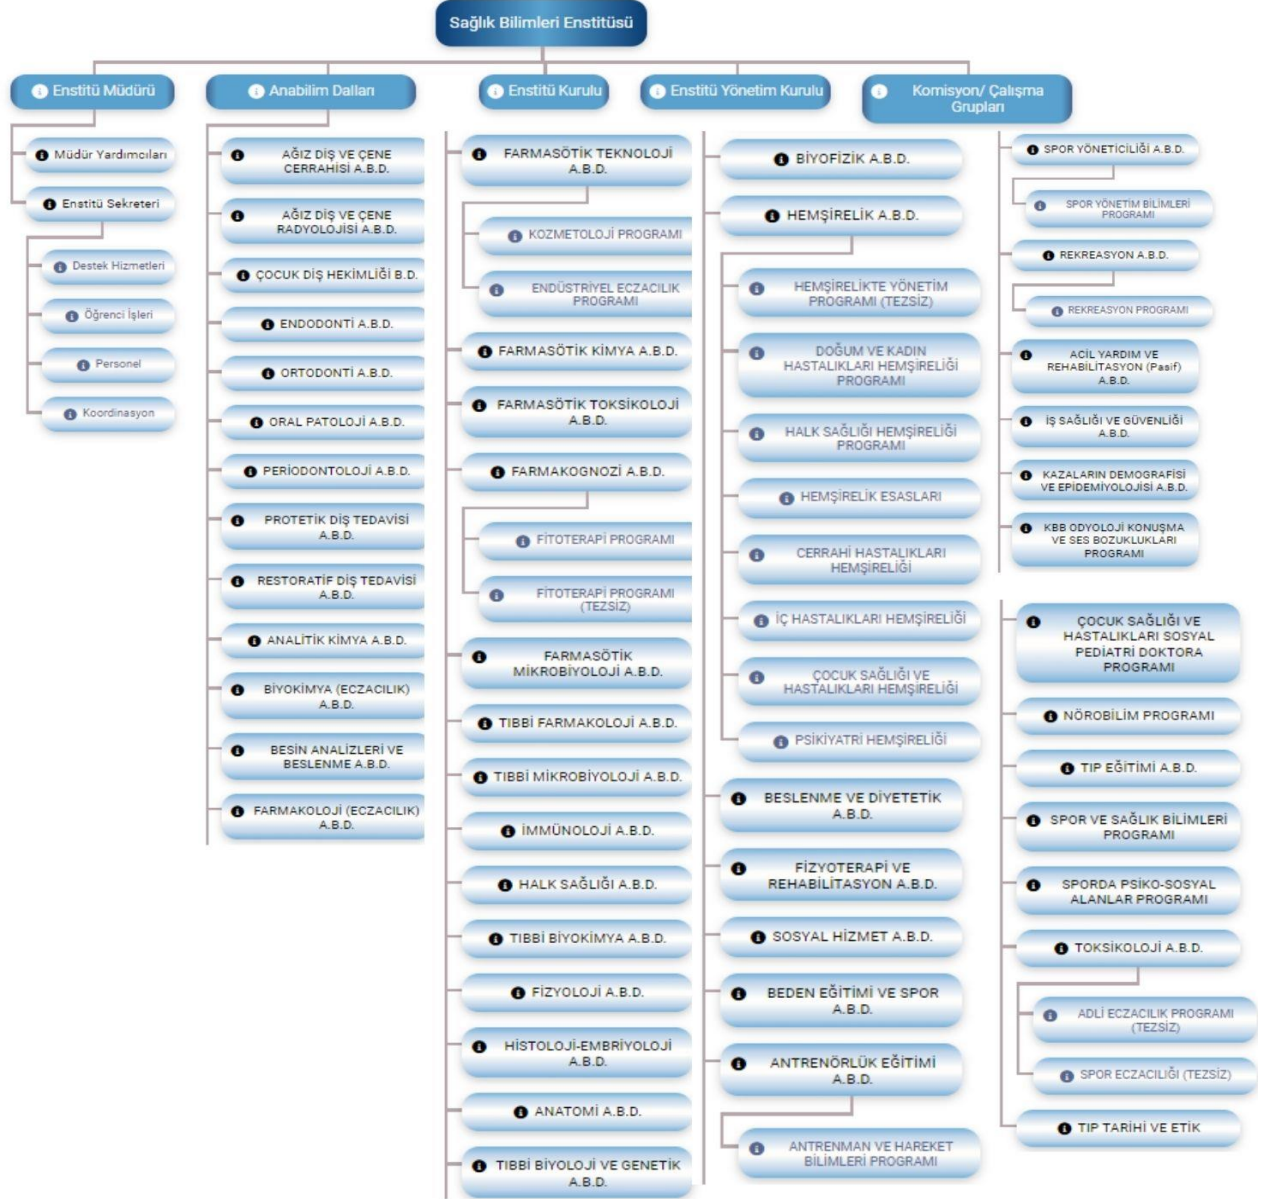 Sağlık Bilimleri Enstitüsü
Enstitü Müdürü
Anabilim Dalları
Enstitü Kurulu
Enstitü Yönetim Kurulu
Komisyon/ Çalışma
Grupları
Müdür Yardımcıları
Enstitü Sekreteri
Destek Hizmetleri
Öğrenci İşleri
Personel
Koordinasyon
AĞIZ DİŞ VE ÇENE
CERRAHİSİ A.B.D.
AĞIZ DİŞ VE ÇENE
RADYOLOJİSİ A.B.D.
ÇOCUK DİŞ HEKİMLİĞİ B.D.
ENDODONTİ A.B.D.
ORTODONTİ A.B.D.
ORAL PATOLOJİ A.B.D.
PERİODONTOLOJİ A.B.D.
PROTETİK DİŞ TEDAVİSİ
A.B.D.
RESTORATİF DİŞ TEDAVİSİ
A.B.D.
ANALİTİK KİMYA A.B.D.
BİYOKİMYA (ECZACILIK)
A.B.D.
BESİN ANALİZLERİ VE
BESLENME A.B.D.
FARMAKOLOJİ (ECZACILIK)
A.B.D.
FARMASÖTİK TEKNOLOJİ
A.B.D.
KOZMETOLOJİ PROGRAMI
ENDÜSTRİYEL ECZACILIK
PROGRAMI
FARMASÖTİK KİMYA A.B.D.
FARMASÖTİK TOKSİKOLOJİ
A.B.D.
FARMAKOGNOZİ A.B.D.
FİTOTERAPİ PROGRAMI
FİTOTERAPİ PROGRAMI
(TEZSİZ)
FARMASÖTİK
MİKROBİYOLOJİ A.B.D.
TIBBİ FARMAKOLOJİ A.B.D.
TIBBİ MİKROBİYOLOJİ A.B.D.
İMMÜNOLOJİ A.B.D.
HALK SAĞLIĞI A.B.D.
TIBBİ BİYOKİMYA A.B.D.
FİZYOLOJİ A.B.D.
HİSTOLOJİ-EMBRİYOLOJİ
A.B.D.
ANATOMİ A.B.D.
TIBBİ BİYOLOJİ VE GENETİK
A.B.D.
BİYOFİZİK A.B.D.
HEMŞİRELİK A.B.D.
HEMŞİRELİKTE YÖNETİM
PROGRAMI (TEZSİZ)
DOĞUM VE KADIN
HASTALIKLARI HEMŞİRELİĞİ
PROGRAMI
HALK SAĞLIĞI HEMŞİRELİĞİ
PROGRAMI
HEMŞİRELİK ESASLARI
CERRAHİ HASTALIKLARI
HEMŞİRELİĞİ
İÇ HASTALIKLARI HEMŞİRELİĞİ
ÇOCUK SAĞLIĞI VE
HASTALIKLARI HEMŞİRELİĞİ
PSİKİYATRİ HEMŞİRELİĞİ
BESLENME VE DİYETETİK
A.B.D.
FİZYOTERAPİ VE
REHABİLİTASYON A.B.D.
SOSYAL HİZMET A.B.D.
BEDEN EĞİTİMİ VE SPOR
A.B.D.
ANTRENÖRLÜK EĞİTİMİ
A.B.D.
ANTRENMAN VE HAREKET
BİLİMLERİ PROGRAMI
SPOR YÖNETİCİLİĞİ A.B.D.
SPOR YÖNETİM BİLİMLERİ
PROGRAMI
REKREASYON A.B.D.
REKREASYON PROGRAMI
ACİL YARDIM VE
REHABİLİTASYON (Pasif)
A.B.D.
İŞ SAĞLIĞI VE GÜVENLİĞİ
A.B.D.
KAZALARIN DEMOGRAFİSİ
VE EPİDEMİYOLOJİSİ A.B.D.
KBB ODYOLOJİ KONUŞMA
VE SES BOZUKLUKLARI
PROGRAMI
ÇOCUK SAĞLIĞI VE
HASTALIKLARI SOSYAL
PEDİATRİ DOKTORA
PROGRAMI
NÖROBİLİM PROGRAMI
TIP EĞİTİMİ A.B.D.
SPOR VE SAĞLIK BİLİMLERİ
PROGRAMI
SPORDA PSİKO-SOSYAL
ALANLAR PROGRAMI
TOKSİKOLOJİ A.B.D.
ADLİ ECZACILIK PROGRAMI
(TEZSİZ)
SPOR ECZACILIĞI (TEZSİZ)
TIP TARİHİ VE ETİK